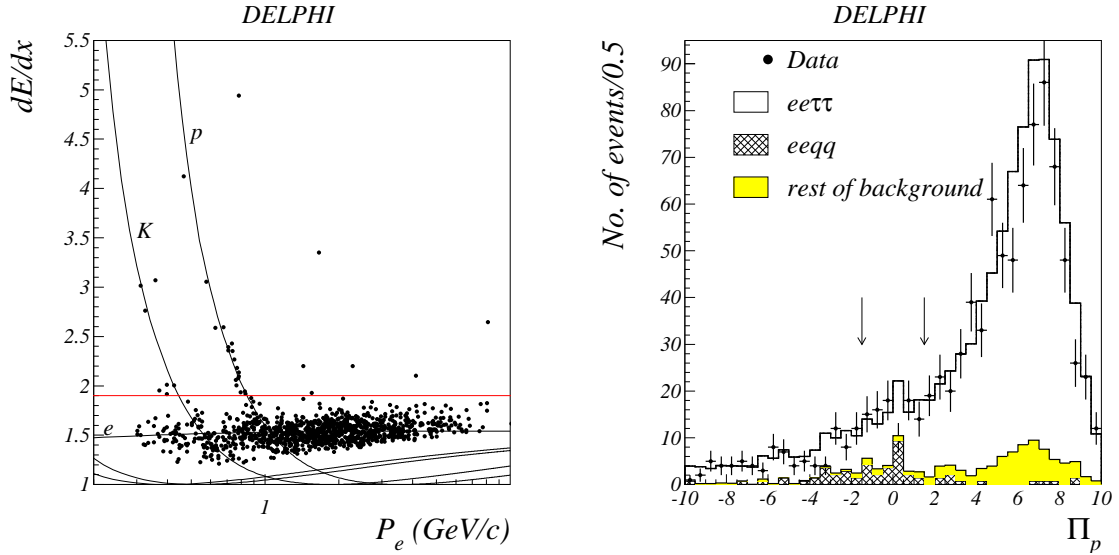 DELPHI
dE/dx
5.5
5
4.5
4
3.5
3
2.5
2
1.5
1
K
p
e
1
P_e (GeV/c)
DELPHI
No. of events/0.5
90
80
70
60
50
40
30
20
10
0
Data
eeττ
eeqq
rest of background
-10 -8 -6 -4 -2 0 2 4 6 8 10
Π_p